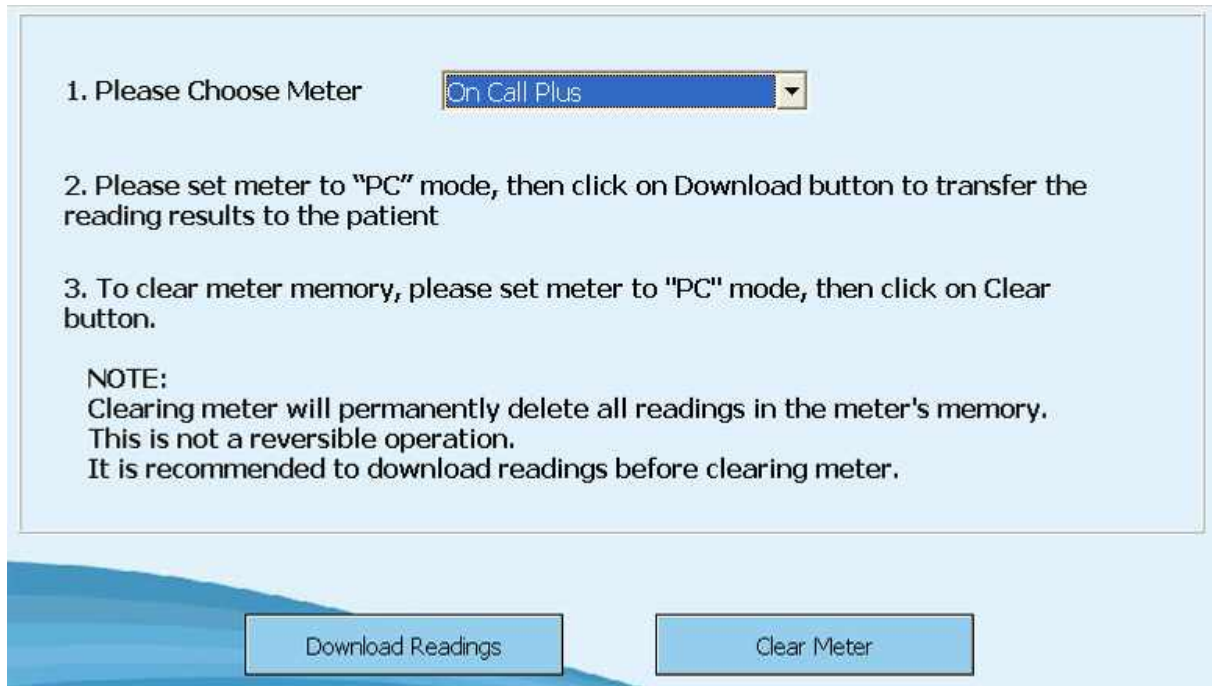 1. Please Choose Meter On Call Plus
2. Please set meter to “PC” mode, then click on Download button to transfer the
reading results to the patient
3. To clear meter memory, please set meter to "PC" mode, then click on Clear
button.
NOTE:
Clearing meter will permanently delete all readings in the meter's memory.
This is not a reversible operation.
It is recommended to download readings before clearing meter.
Download Readings Clear Meter